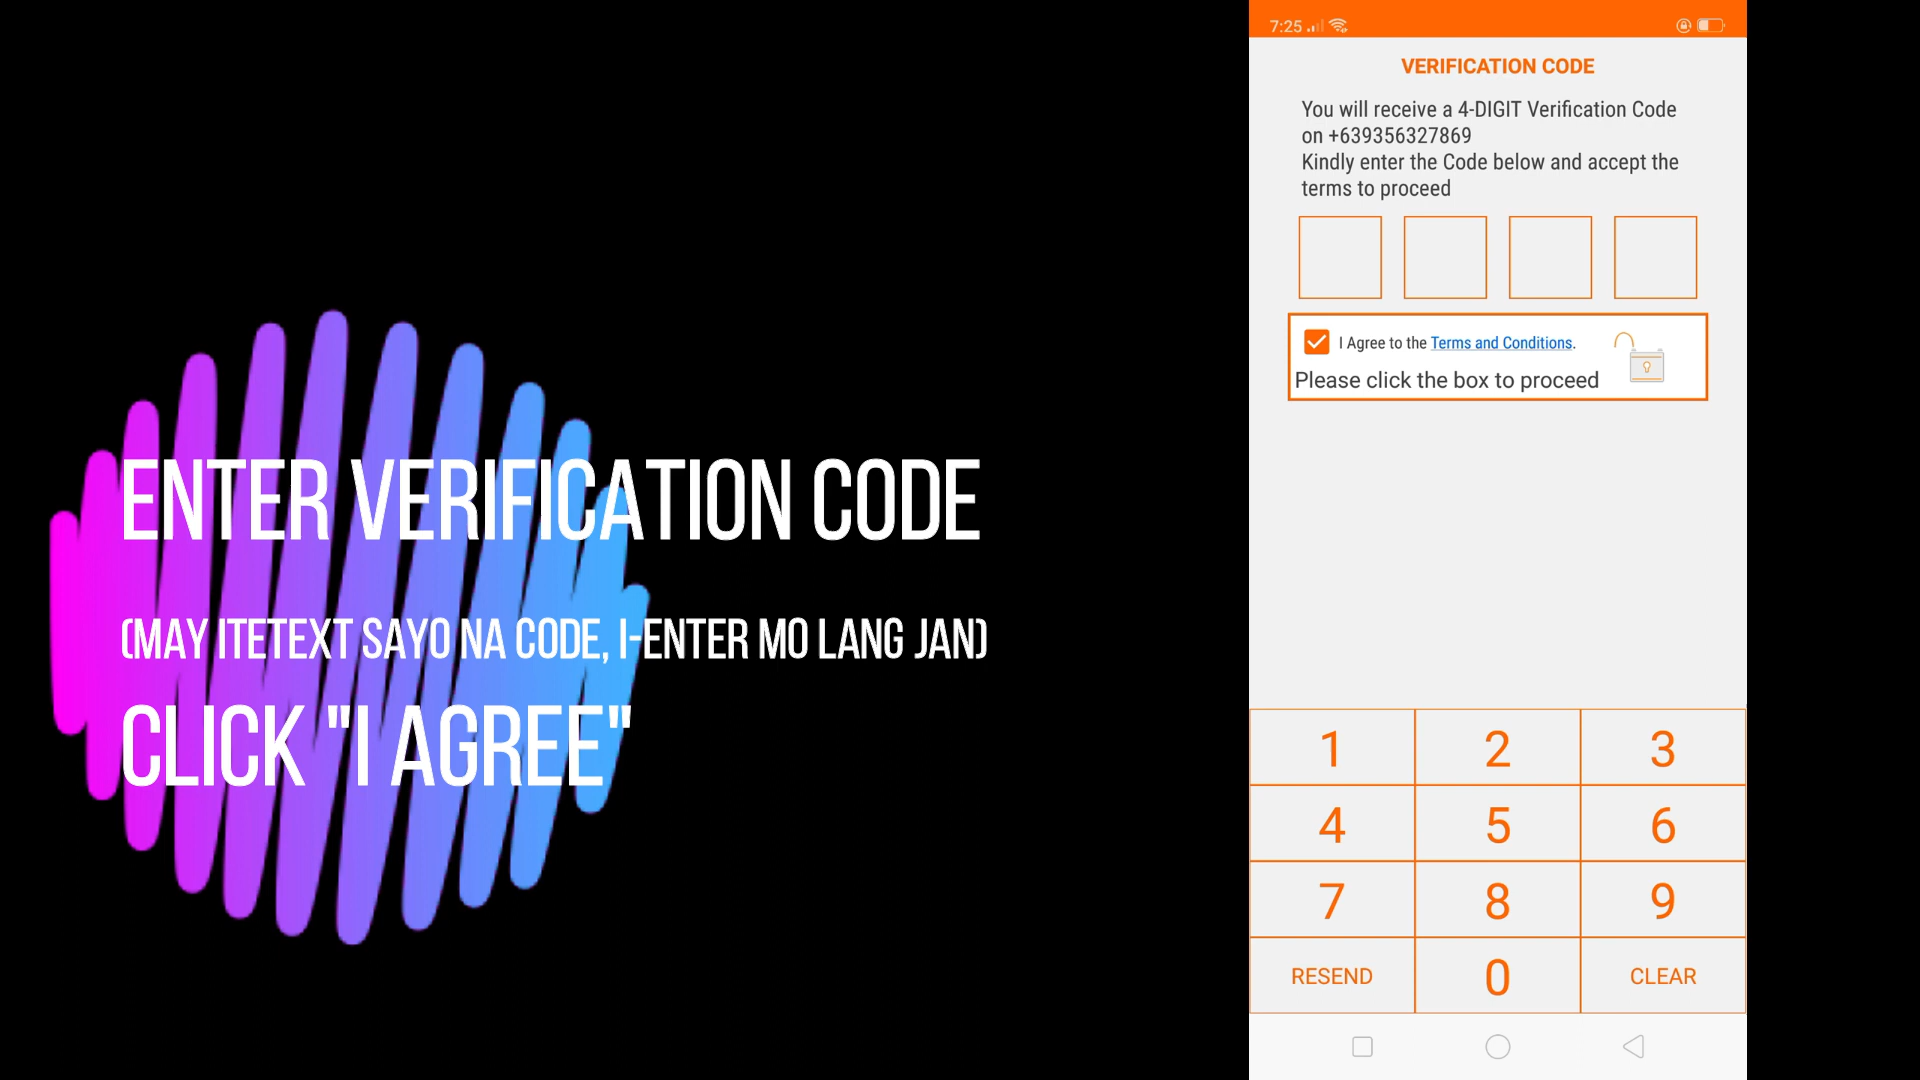 ENTER VERIFICATION CODE
(MAY ITETEXT SAYO NA CODE, I-ENTER MO LANG JAN)
CLICK "I AGREE"
7:25
VERIFICATION CODE
You will receive a 4-DIGIT Verification Code
on +639356327869
Kindly enter the Code below and accept the
terms to proceed
I Agree to the Terms and Conditions.
Please click the box to proceed
1 2 3
4 5 6
7 8 9
RESEND 0 CLEAR